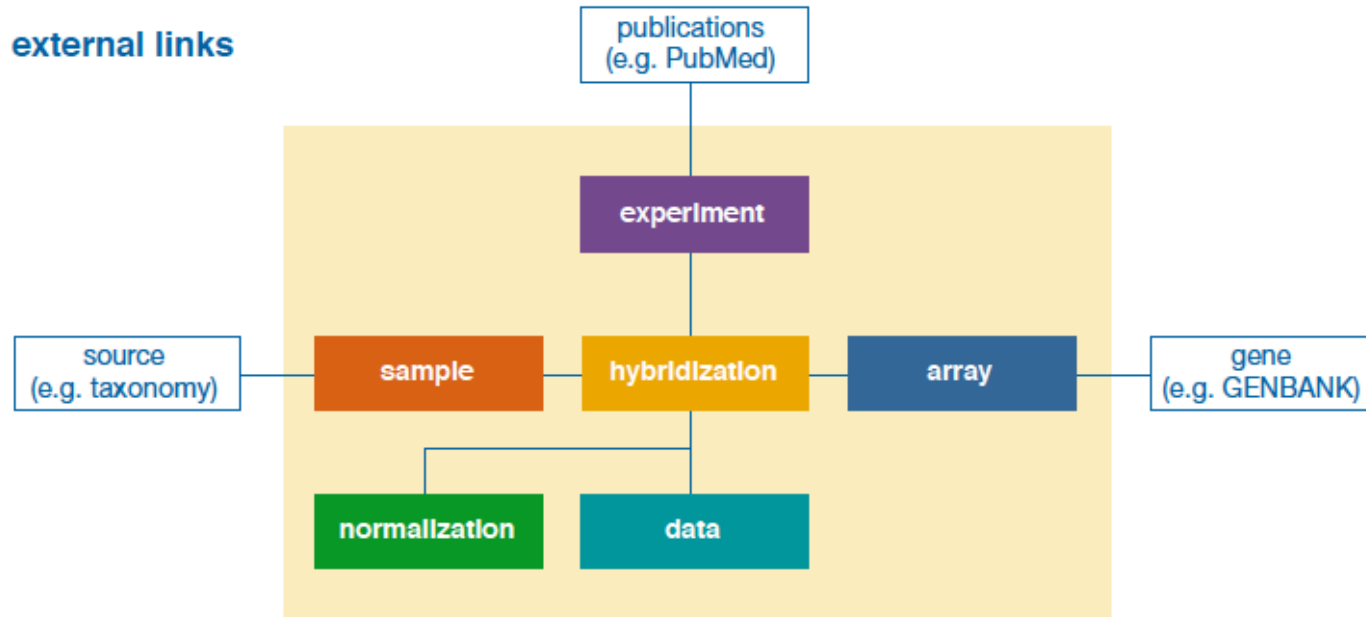 external links
publications
(e.g. PubMed)
experiment
source
(e.g. taxonomy)
sample
hybridization
array
gene
(e.g. GENBANK)
normalization
data